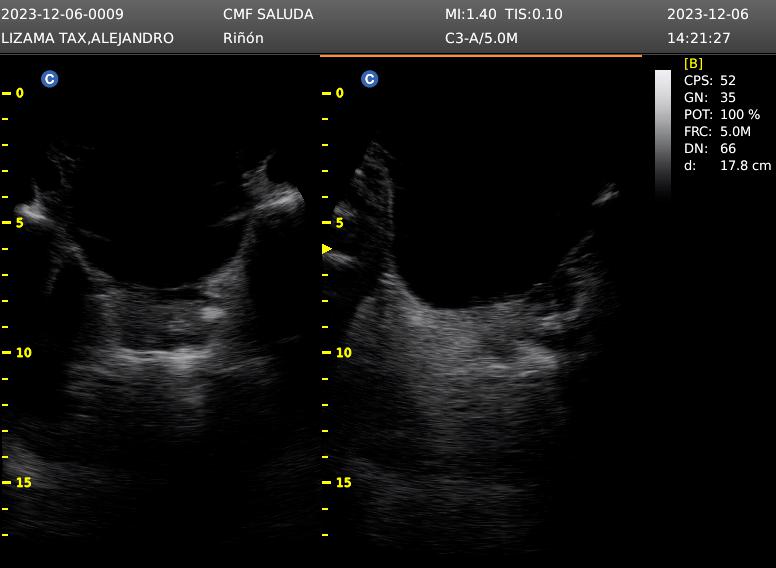 2023-12-06-0009 CMF SALUDA MI:1.40 TIS:0.10 2023-12-06
LIZAMA TAX,ALEJANDRO Riñón C3-A/5.0M 14:21:27
[B]
C C
CPS: 52
0 0
GN: 35
POT: 100 %
FRC: 5.0M
DN: 66
d: 17.8 cm
5 5
10 10
15 15